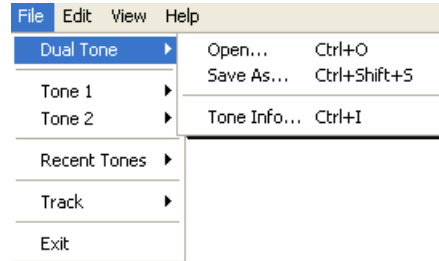 File Edit View Help
Dual Tone
Open... Ctrl+O
Save As... Ctrl+Shift+S
Tone Info... Ctrl+I
Tone 1
Tone 2
Recent Tones
Track
Exit